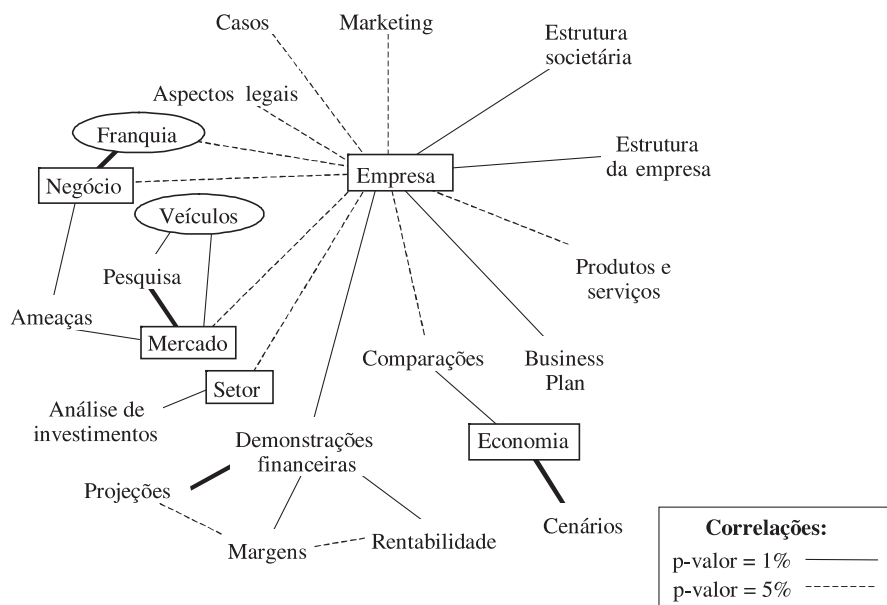 Casos
Marketing
Estrutura
societária
Aspectos legais
Franquia
Estrutura
da empresa
Empresa
Negócio
Veículos
Pesquisa
Produtos e
serviços
Ameaças
Mercado
Comparações
Business
Plan
Setor
Análise de
investimentos
Demonstrações
financeiras
Economia
Projeções
Cenários
Margens
Rentabilidade
Correlações:
p-valor = 1%
p-valor = 5%